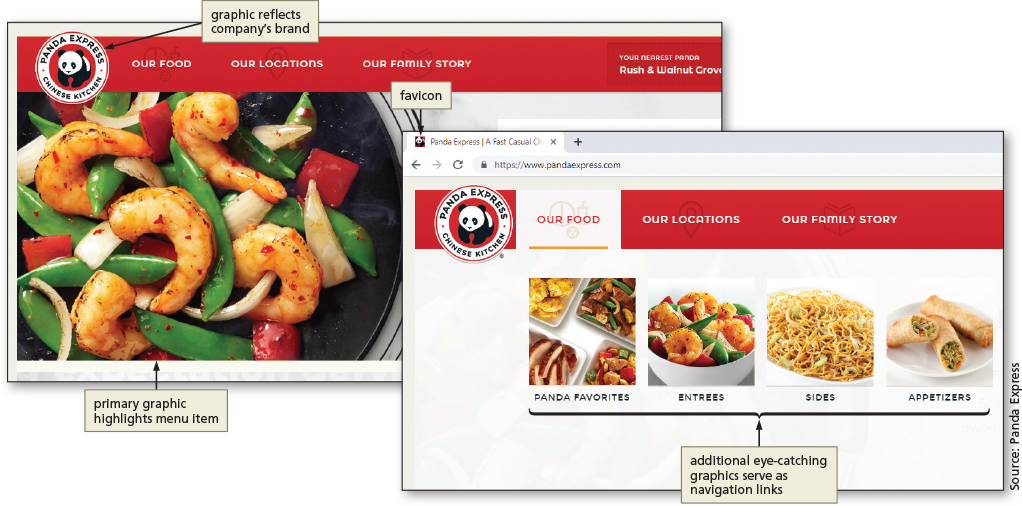 graphic reflects
company's brand
PANDA EXPRESS
CHINESE KITCHEN
OUR FOOD
OUR LOCATIONS
OUR FAMILY STORY
YOUR NEAREST PANDA
Rush & Walnut Grove
favicon
Panda Express | A Fast Casual Ch
https://www.pandaexpress.com
PANDA EXPRESS
CHINESE KITCHEN
®
OUR FOOD
OUR LOCATIONS
OUR FAMILY STORY
PANDA FAVORITES
ENTREES
SIDES
APPETIZERS
primary graphic
highlights menu item
additional eye-catching
graphics serve as
navigation links
Source: Panda Express